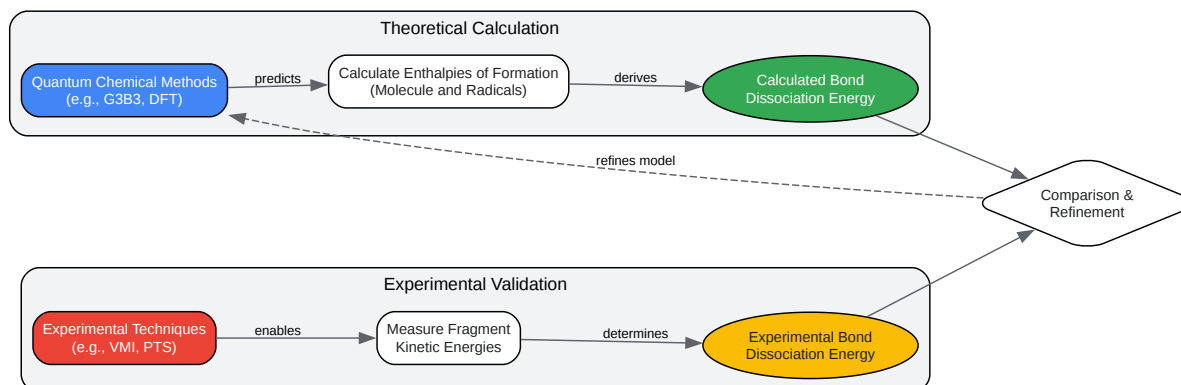 Theoretical Calculation
Quantum Chemical Methods
(e.g., G3B3, DFT)
predicts
Calculate Enthalpies of Formation
(Molecule and Radicals)
derives
Calculated Bond
Dissociation Energy
refines model
Comparison &
Refinement
Experimental Validation
Experimental Techniques
(e.g., VMI, PTS)
enables
Measure Fragment
Kinetic Energies
determines
Experimental Bond
Dissociation Energy